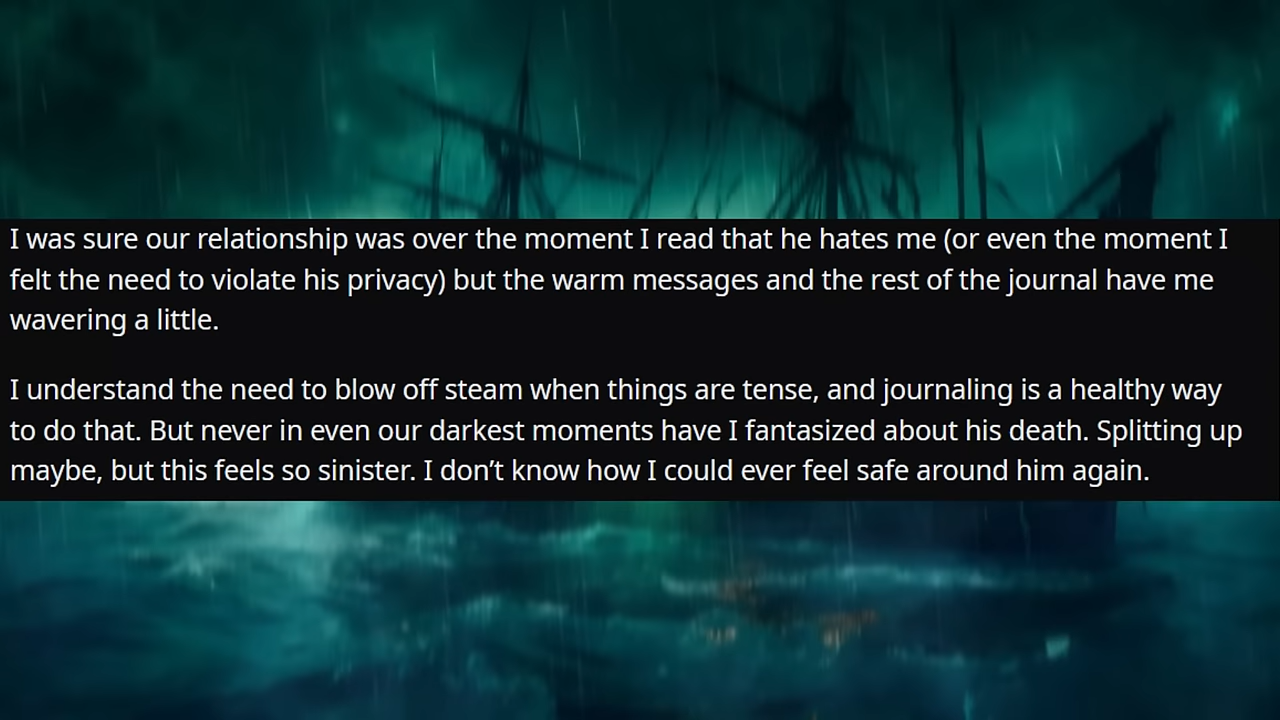 I was sure our relationship was over the moment I read that he hates me (or even the moment I
felt the need to violate his privacy) but the warm messages and the rest of the journal have me
wavering a little.
I understand the need to blow off steam when things are tense, and journaling is a healthy way
to do that. But never in even our darkest moments have I fantasized about his death. Splitting up
maybe, but this feels so sinister. I don’t know how I could ever feel safe around him again.